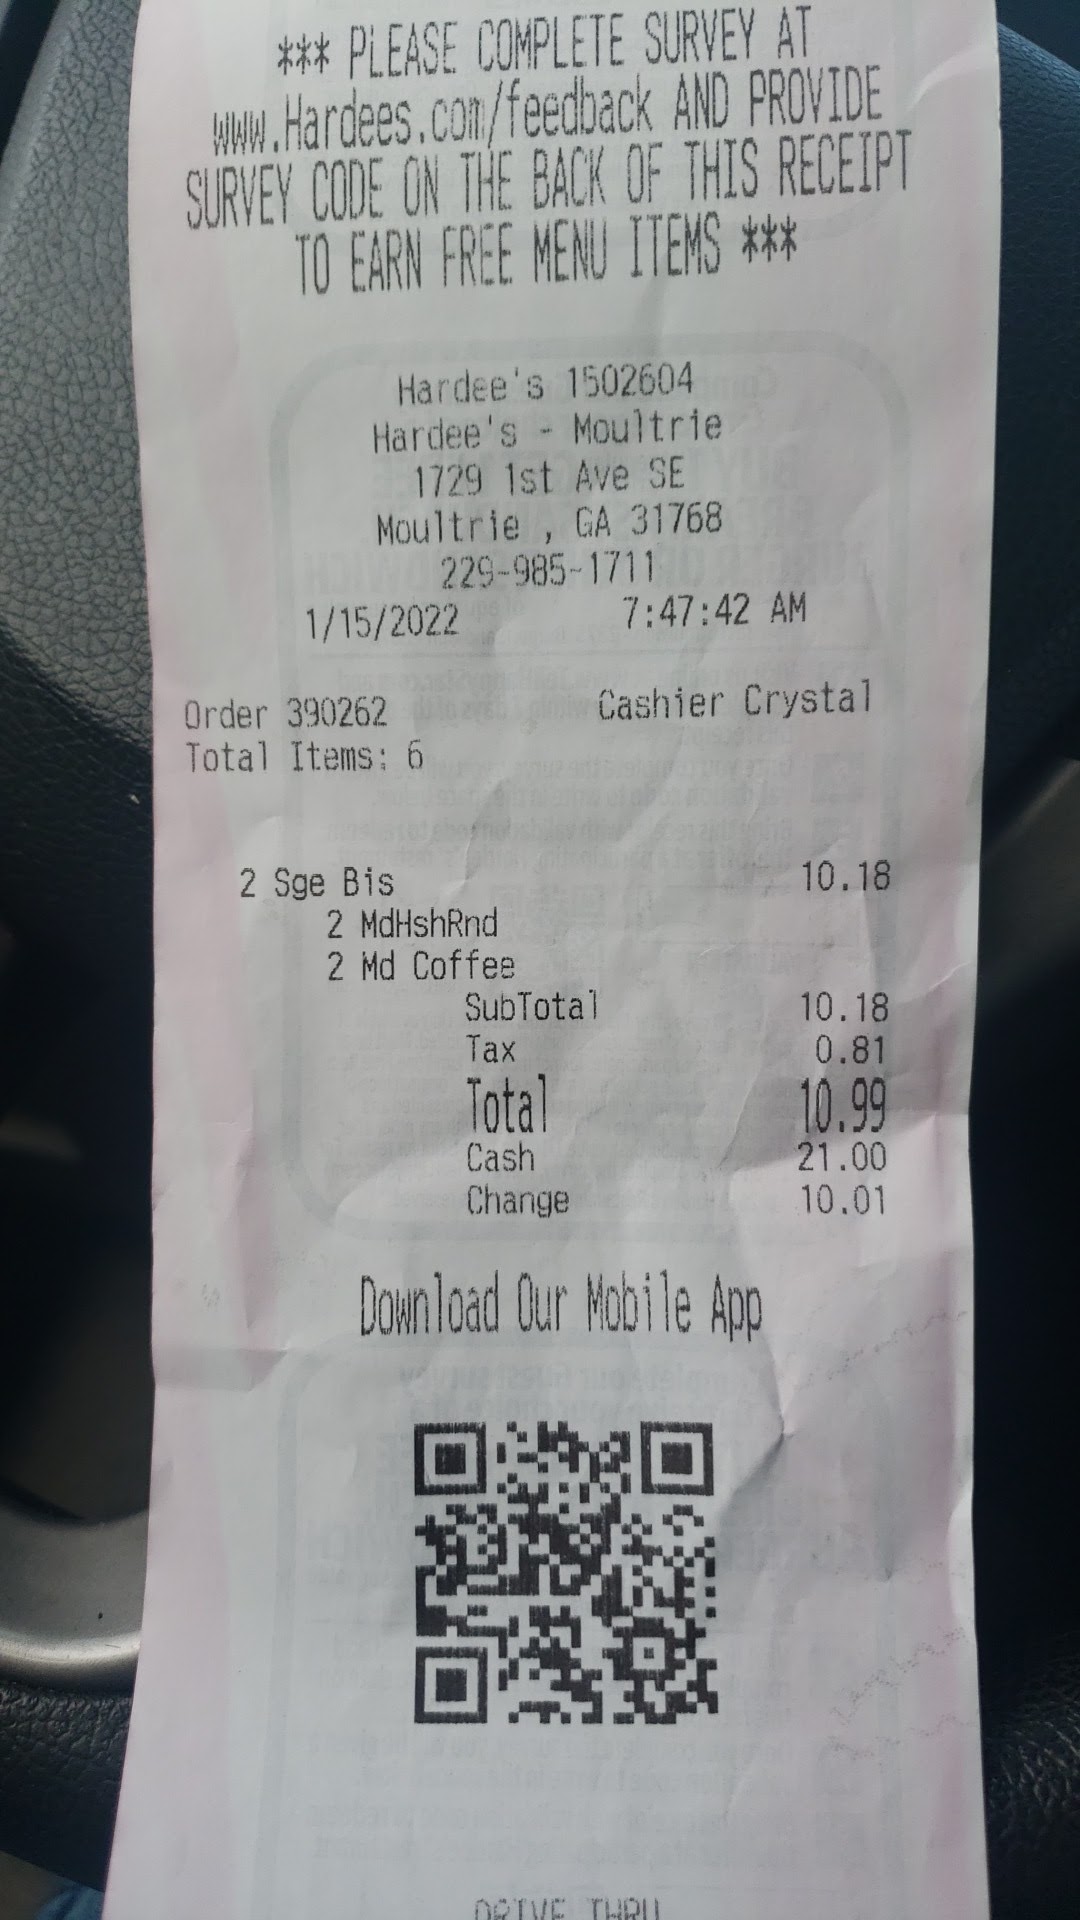 *** PLEASE COMPLETE SURVEY AT
www.Hardees.com/feedback AND PROVIDE
SURVEY CODE ON THE BACK OF THIS RECEIPT
TO EARN FREE MENU ITEMS ***
Hardee's 1502604
Hardee's - Moultrie
1729 1st Ave SE
Moultrie , GA 31768
229-985-1711
1/15/2022 7:47:42 AM
Order 390262 Cashier Crystal
Total Items: 6
2 Sge Bis 10.18
2 MdHshRnd
2 Md Coffee
SubTotal 10.18
Tax 0.81
Total 10.99
Cash 21.00
Change 10.01
Download Our Mobile App
DRIVE THRU